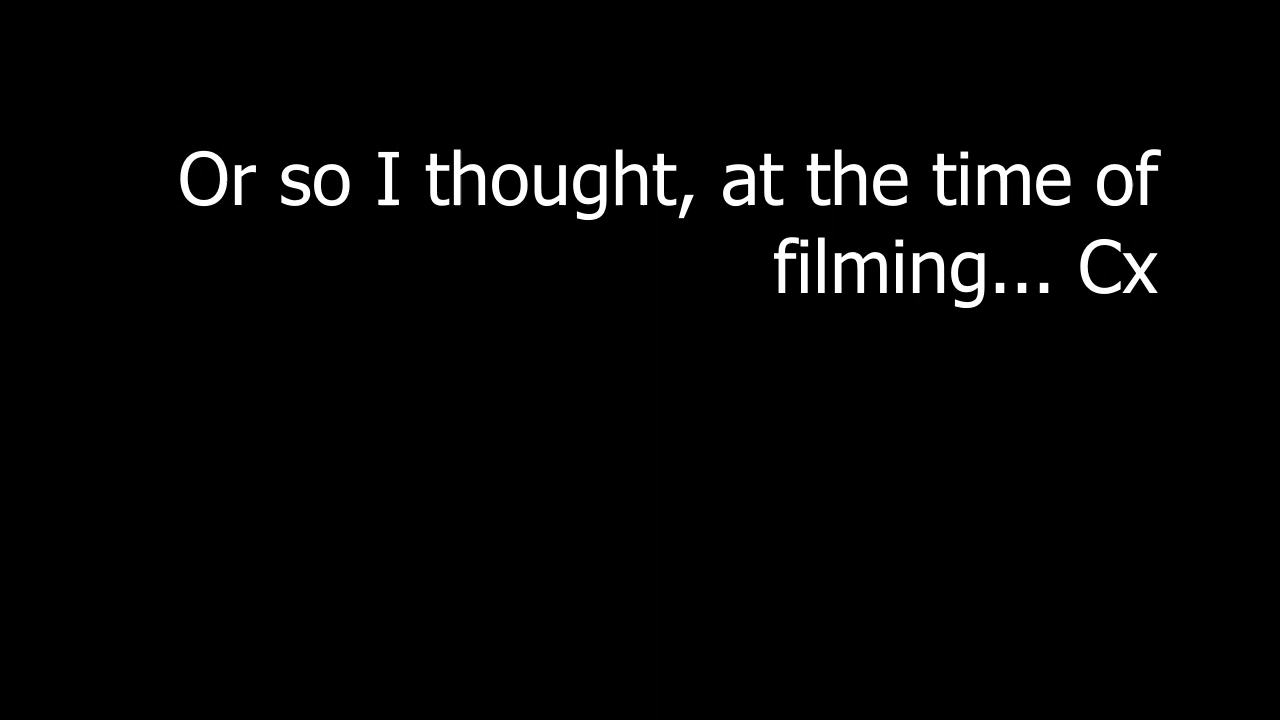 Or so I thought, at the time of
filming... Cx